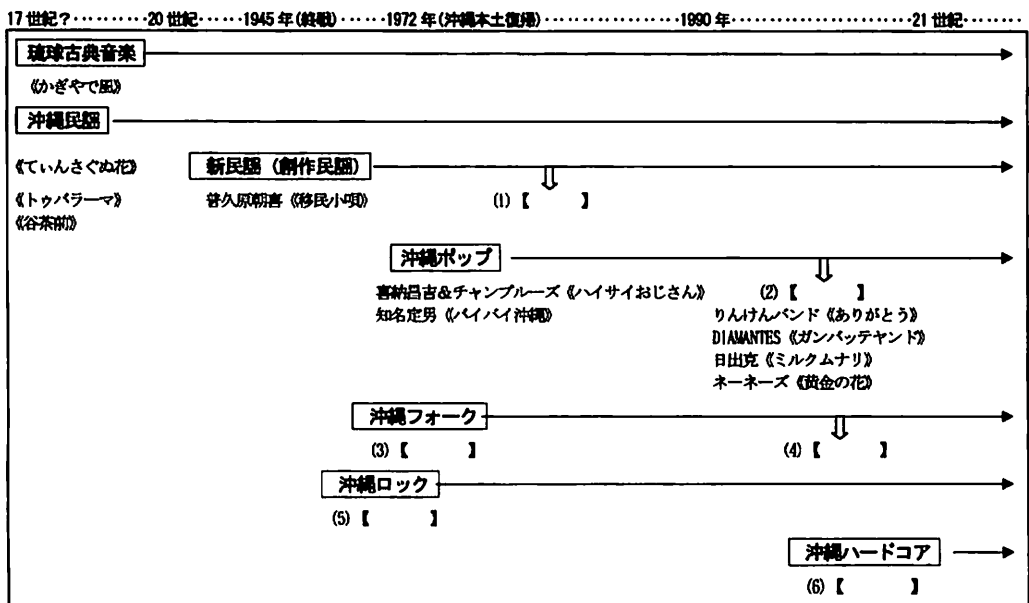 17世紀?‥‥‥‥‥20世紀‥‥‥1945年(終戦)‥‥‥1972年(沖縄本土復帰)‥‥‥‥‥‥‥‥1990年‥‥‥‥‥‥‥‥‥‥‥21世紀‥‥‥‥
琉球古典音楽
《かぎやで風》
沖縄民謡
《てぃんさぐぬ花》 新民謡(創作民謡)
《トゥバラーマ》 普久原朝喜《移民小唄》 (1)【 】
《谷茶前》
沖縄ポップ
喜納昌吉&チャンプルーズ《ハイサイおじさん》 (2)【 】
知名定男《バイバイ沖縄》 りんけんバンド《ありがとう》
DIAMANTES《ガンバッテヤンド》
日出克《ミルクムナリ》
ネーネーズ《黄金の花》
沖縄フォーク
(3)【 】 (4)【 】
沖縄ロック
(5)【 】
沖縄ハードコア
(6)【 】